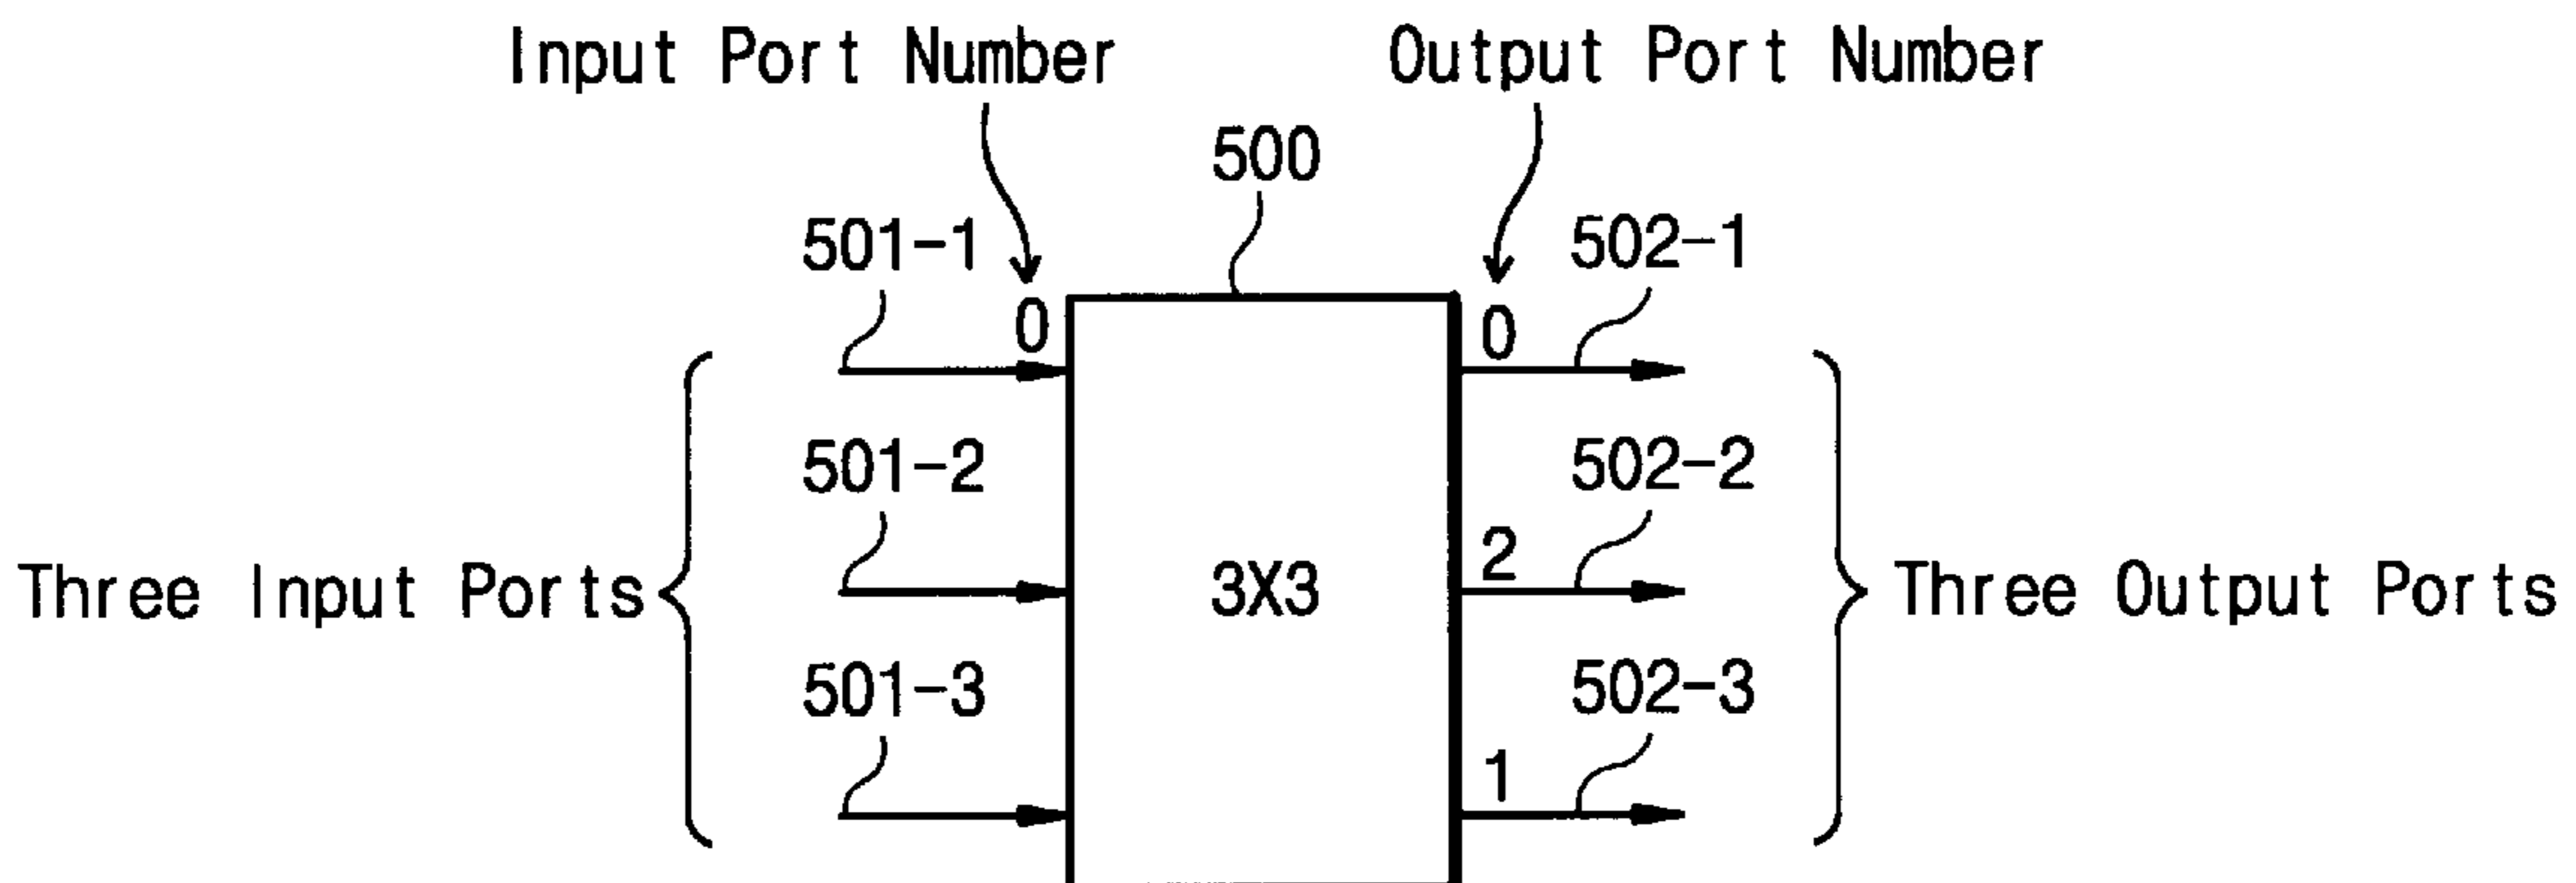 Input Port Number
Output Port Number
500
501-1
0
0
502-1
501-2
502-2
2
Three Input Ports
3X3
Three Output Ports
501-3
502-3
1